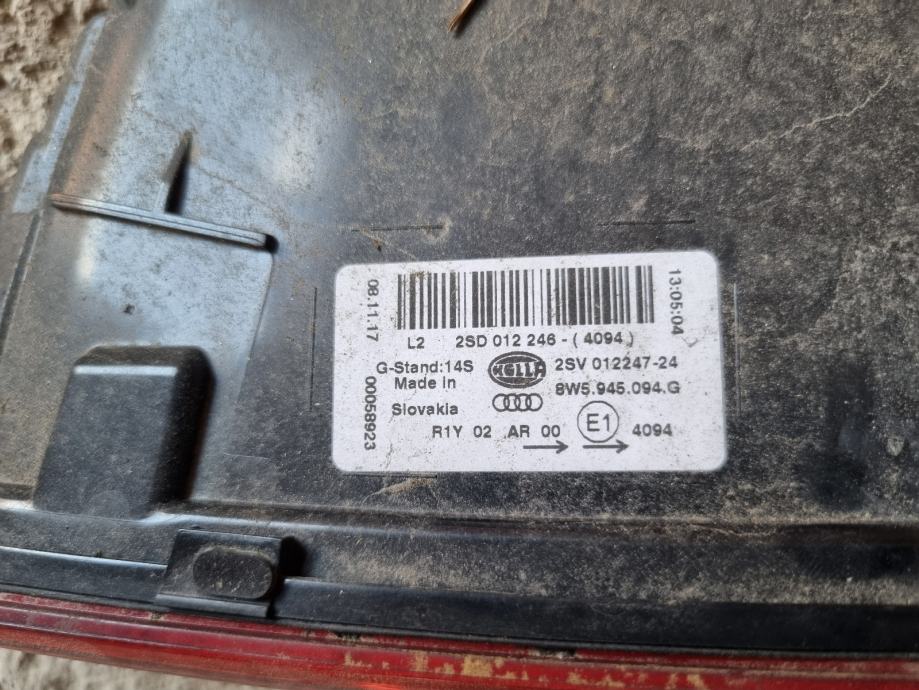 08.11.17
13:05:04
L2 2SD 012 246-(4094)
G-Stand:14S HELLA 2SV 012247-24
Made in 8W5.945.094.G
Slovakia
00058923
R1Y 02 AR 00 E1 4094